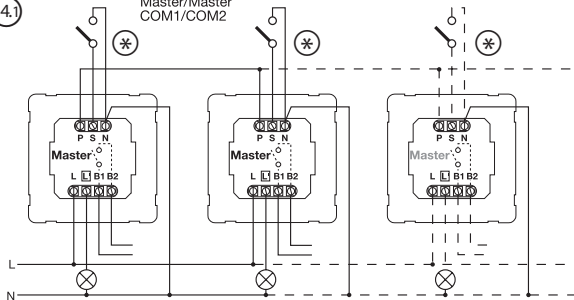 4.1
Master/Master
COM1/COM2
* * *
P S N P S N P S N
Master Master Master
L L' B1 B2 L L' B1 B2 L L' B1 B2
L
N